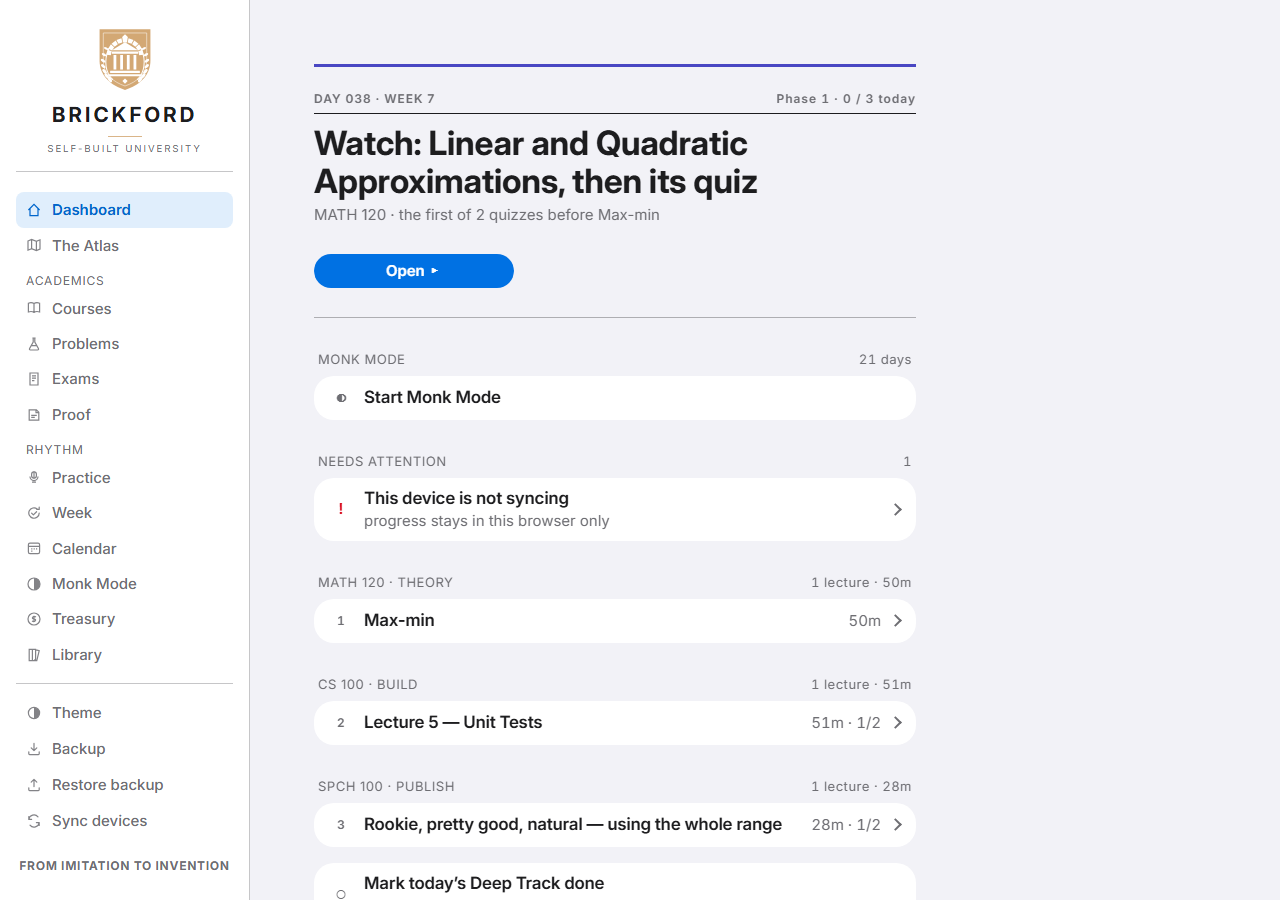 BRICKFORD
SELF-BUILT UNIVERSITY
Dashboard
The Atlas
ACADEMICS
Courses
Problems
Exams
Proof
RHYTHM
Practice
Week
Calendar
Monk Mode
Treasury
Library
Theme
Backup
Restore backup
Sync devices
FROM IMITATION TO INVENTION
DAY 038 · WEEK 7
Phase 1 · 0 / 3 today
Watch: Linear and Quadratic
Approximations, then its quiz
MATH 120 · the first of 2 quizzes before Max-min
Open ▸
MONK MODE
21 days
Start Monk Mode
NEEDS ATTENTION
1
!
This device is not syncing
progress stays in this browser only
MATH 120 · THEORY
1 lecture · 50m
1 Max-min 50m
CS 100 · BUILD
1 lecture · 51m
2 Lecture 5 — Unit Tests 51m · 1/2
SPCH 100 · PUBLISH
1 lecture · 28m
3 Rookie, pretty good, natural — using the whole range 28m · 1/2
Mark today’s Deep Track done